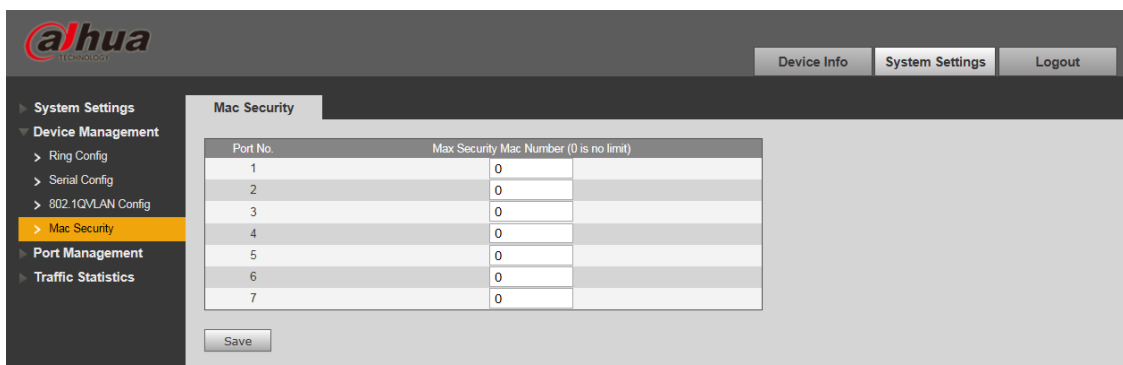 alhua
TECHNOLOGY
Device Info
System Settings
Logout
System Settings
Device Management
Ring Config
Serial Config
802.1QVLAN Config
Mac Security
Port Management
Traffic Statistics
Mac Security
Port No. Max Security Mac Number (0 is no limit)
1 0
2 0
3 0
4 0
5 0
6 0
7 0
Save